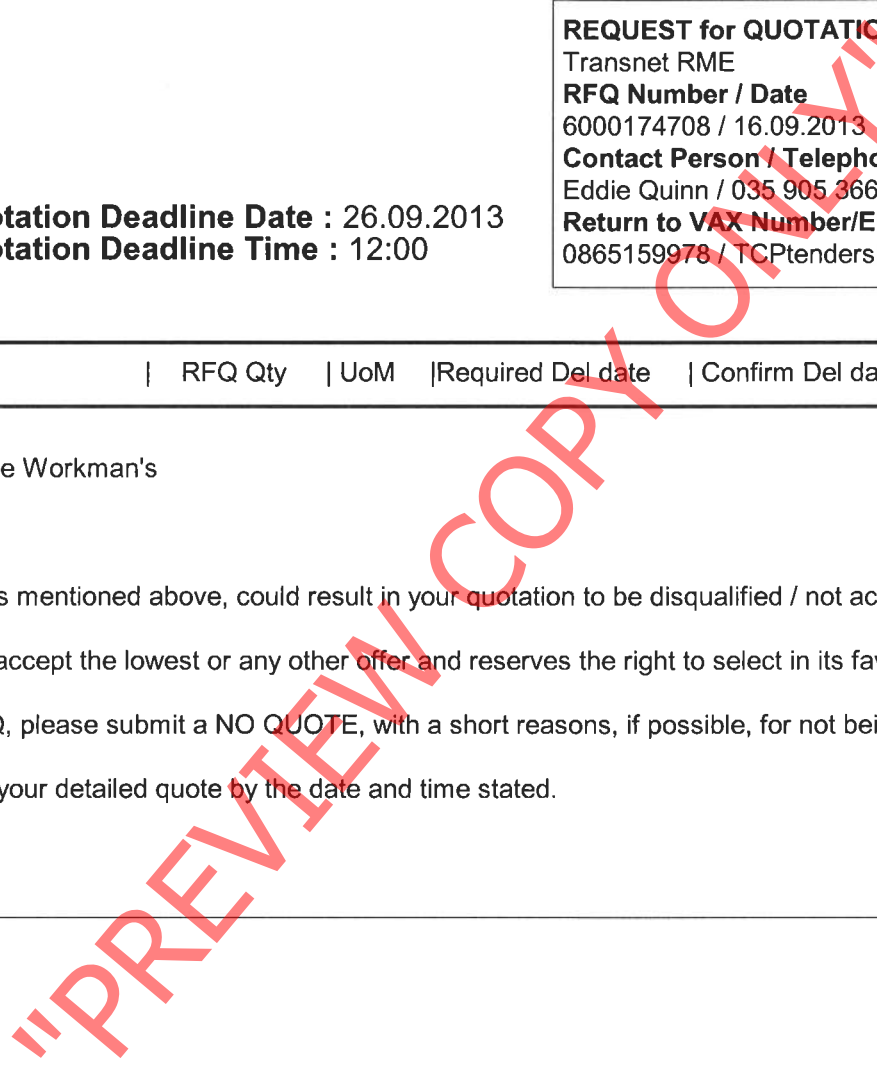 REQUEST for QUOTATIO
Transnet RME
RFQ Number / Date
6000174708 / 16.09.2013
Contact Person / Telepho
Eddie Quinn / 035 905 366
Return to VAX Number/E
0865159978 / TCPtenders
otation Deadline Date : 26.09.2013
otation Deadline Time : 12:00
| RFQ Qty | UoM |Required Del date | Confirm Del da
e Workman's
s mentioned above, could result in your quotation to be disqualified / not ac
accept the lowest or any other offer and reserves the right to select in its fav
Q, please submit a NO QUOTE, with a short reasons, if possible, for not bei
your detailed quote by the date and time stated.
"PREVIEW COPY ONLY"